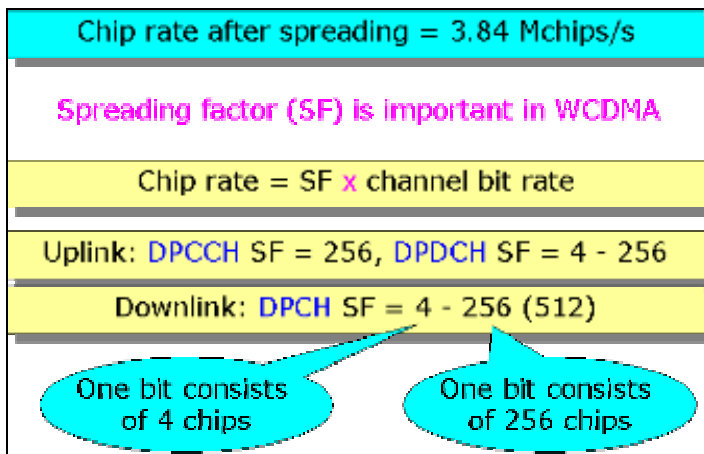 Chip rate after spreading = 3.84 Mchips/s
Spreading factor (SF) is important in WCDMA
Chip rate = SF x channel bit rate
Uplink: DPCCH SF = 256, DPDCH SF = 4 - 256
Downlink: DPCH SF = 4 - 256 (512)
One bit consists
of 4 chips
One bit consists
of 256 chips